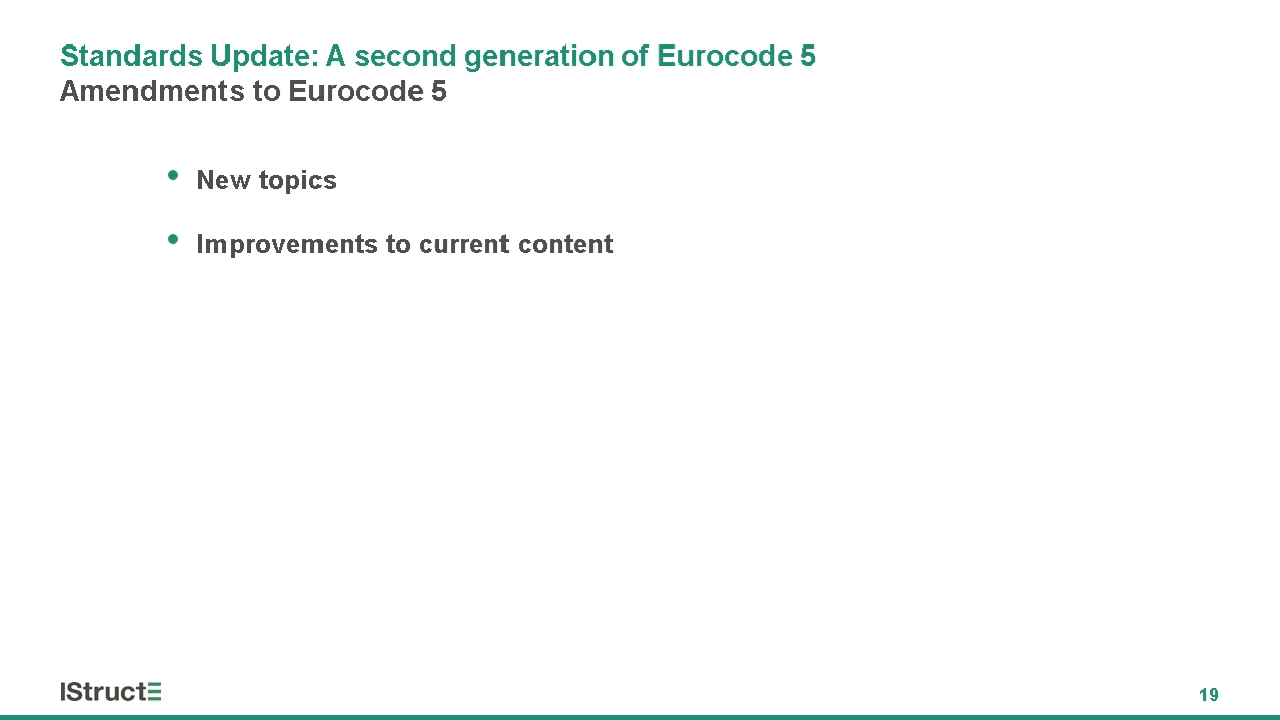 Standards Update: A second generation of Eurocode 5
Amendments to Eurocode 5
• New topics
• Improvements to current content
IStructE
19